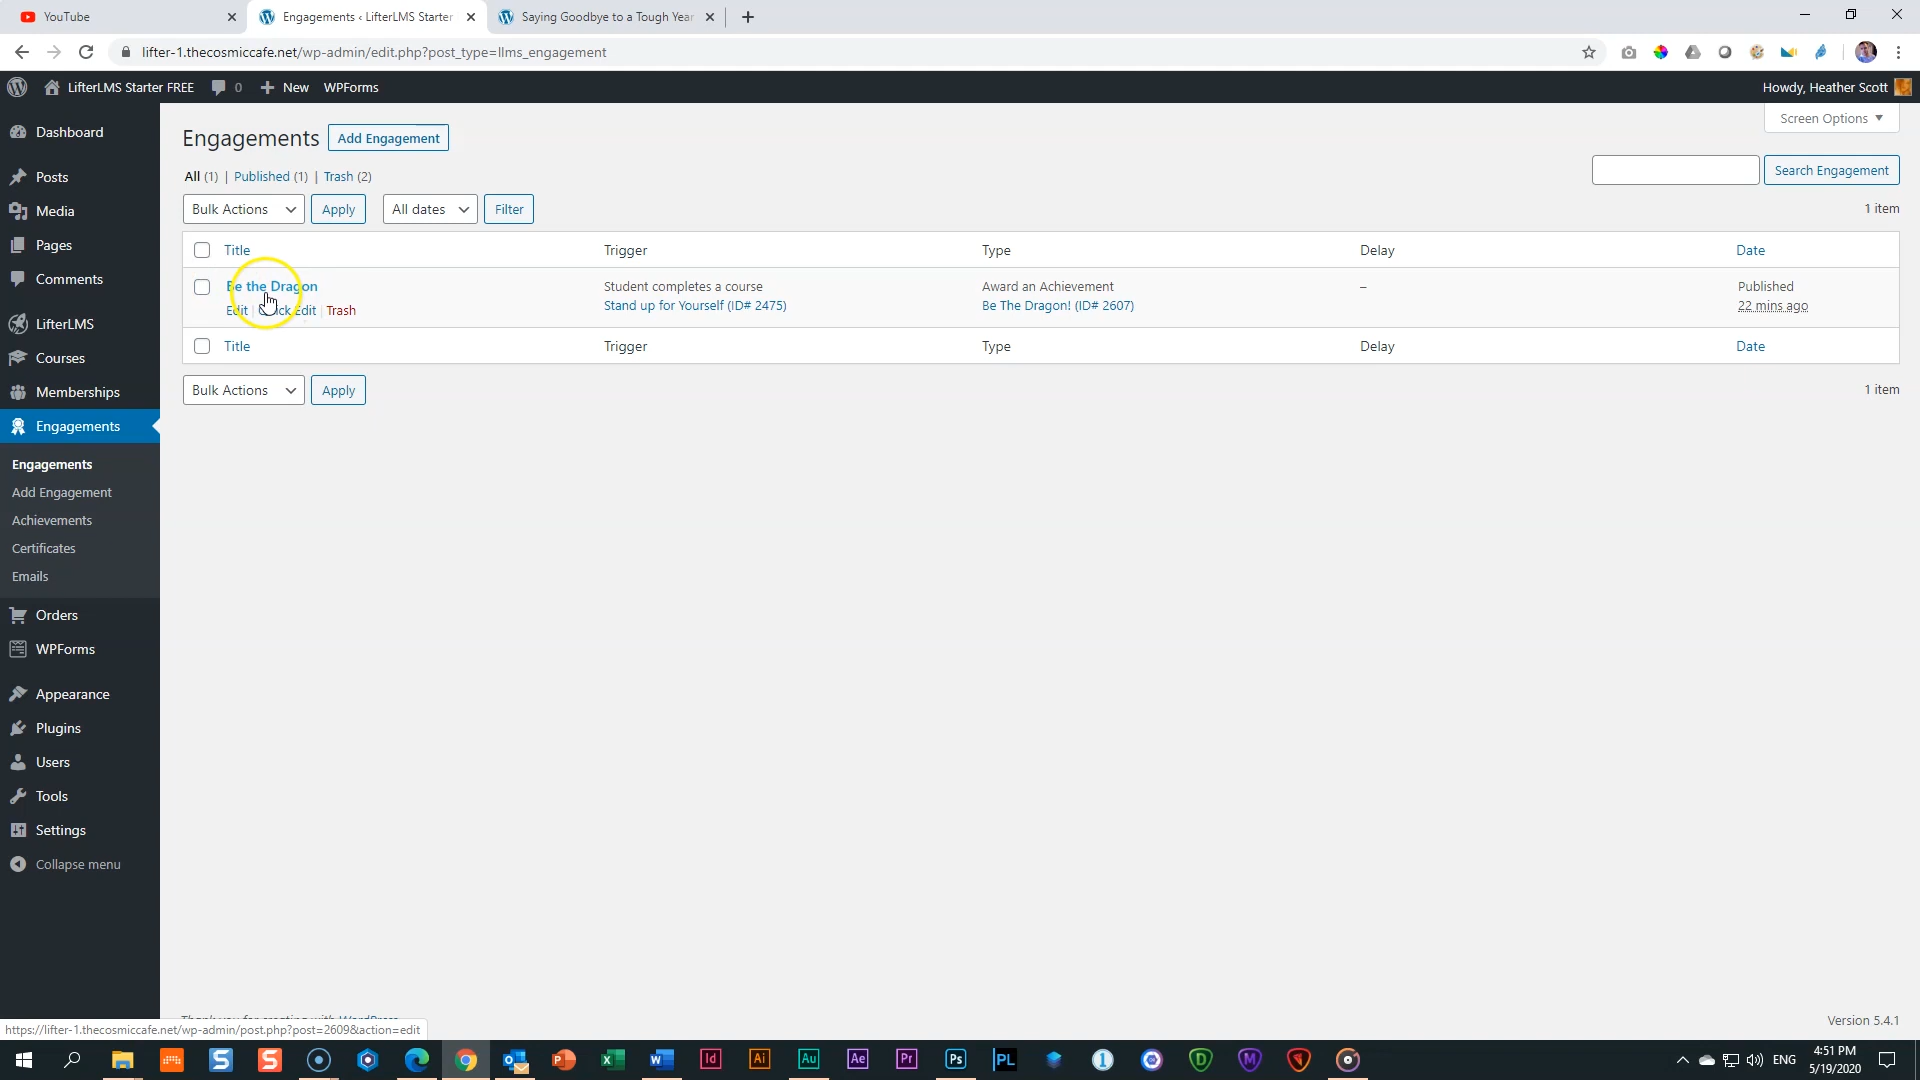 YouTube
Engagements ‹ LifterLMS Starter
Saying Goodbye to a Tough Year
lifter-1.thecosmiccafe.net/wp-admin/edit.php?post_type=llms_engagement
LifterLMS Starter FREE
0
New
WPForms
Howdy, Heather Scott
Dashboard
Posts
Media
Pages
Comments
LifterLMS
Courses
Memberships
Engagements
Engagements
Add Engagement
Achievements
Certificates
Emails
Orders
WPForms
Appearance
Plugins
Users
Tools
Settings
Collapse menu
Screen Options
Engagements
Add Engagement
All (1) | Published (1) | Trash (2)
Search Engagement
Bulk Actions
Apply
All dates
Filter
1 item
Title
Trigger
Type
Delay
Date
Be the Dragon
Edit | Quick Edit | Trash
Student completes a course
Stand up for Yourself (ID# 2475)
Award an Achievement
Be The Dragon! (ID# 2607)
–
Published
22 mins ago
Title
Trigger
Type
Delay
Date
Bulk Actions
Apply
1 item
Thank you for creating with WordPress.
Version 5.4.1
https://lifter-1.thecosmiccafe.net/wp-admin/post.php?post=2609&action=edit
ENG
4:51 PM
5/19/2020